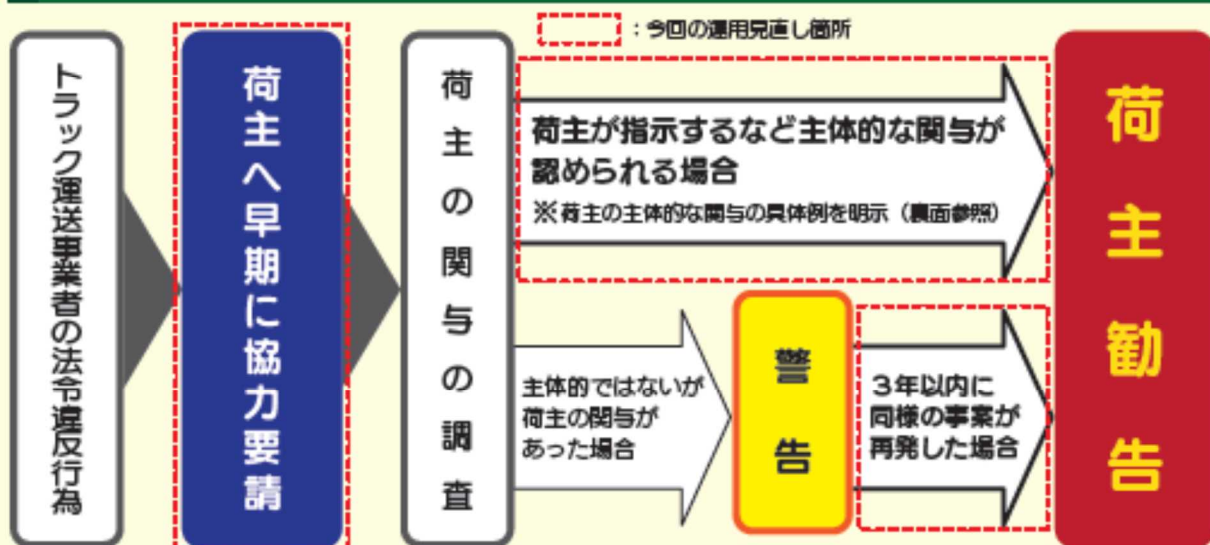 ：今回の運用見直し箇所
トラック運送事業者の法令違反行為
荷主へ早期に協力要請
荷主の関与の調査
荷主が指示するなど主体的な関与が
認められる場合
※荷主の主体的な関与の具体例を明示（裏面参照）
主体的ではないが
荷主の関与が
あった場合
警告
３年以内に
同様の事案が
再発した場合
荷主勧告